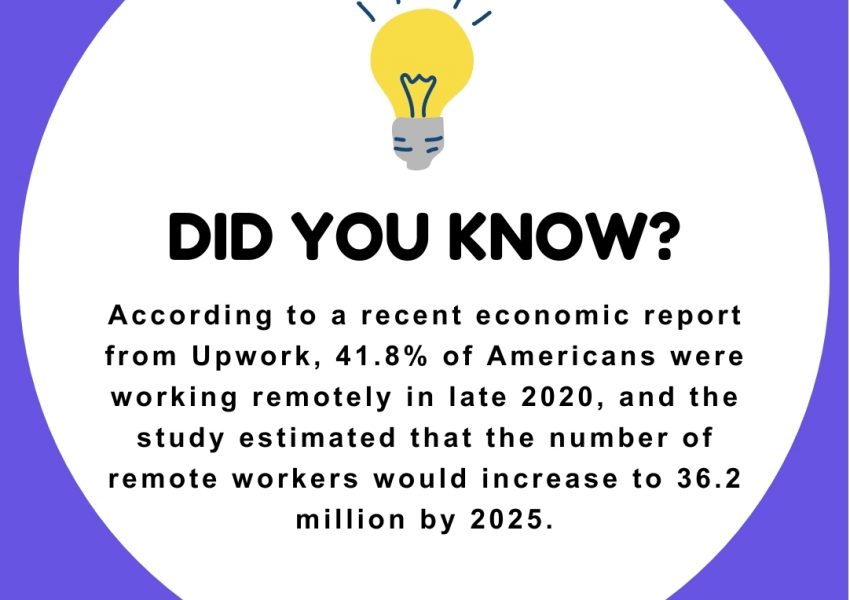 DID YOU KNOW?
According to a recent economic report
from Upwork, 41.8% of Americans were
working remotely in late 2020, and the
study estimated that the number of
remote workers would increase to 36.2
million by 2025.